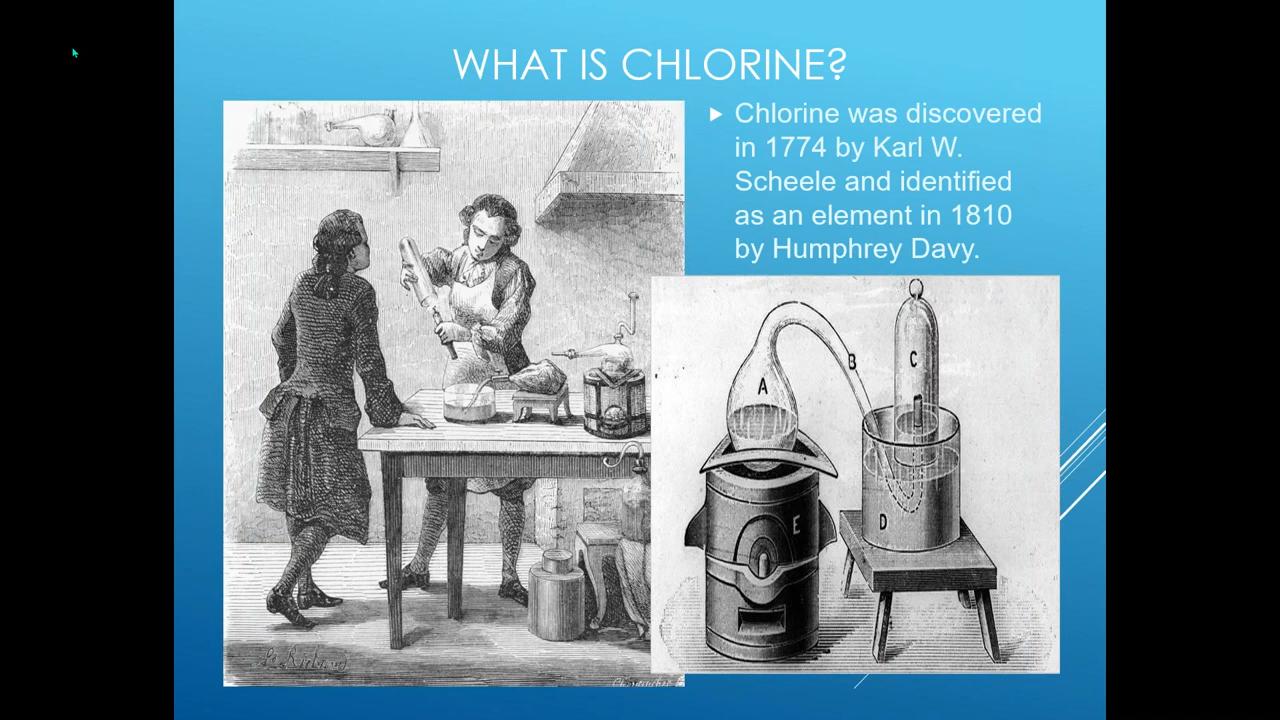 WHAT IS CHLORINE?
Chlorine was discovered
in 1774 by Karl W.
Scheele and identified
as an element in 1810
by Humphrey Davy.
A
B
C
D
E